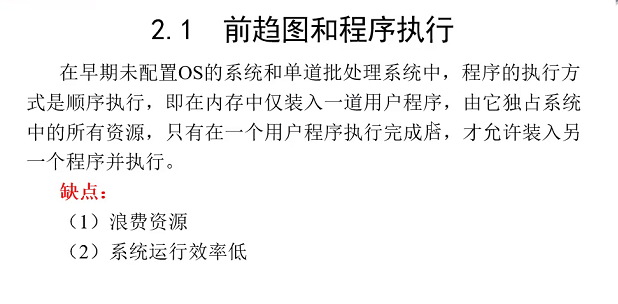 2.1 前趋图和程序执行
在早期未配置OS的系统和单道批处理系统中，程序的执行方
式是顺序执行，即在内存中仅装入一道用户程序，由它独占系统
中的所有资源，只有在一个用户程序执行完成后，才允许装入另
一个程序并执行。
缺点：
（1）浪费资源
（2）系统运行效率低